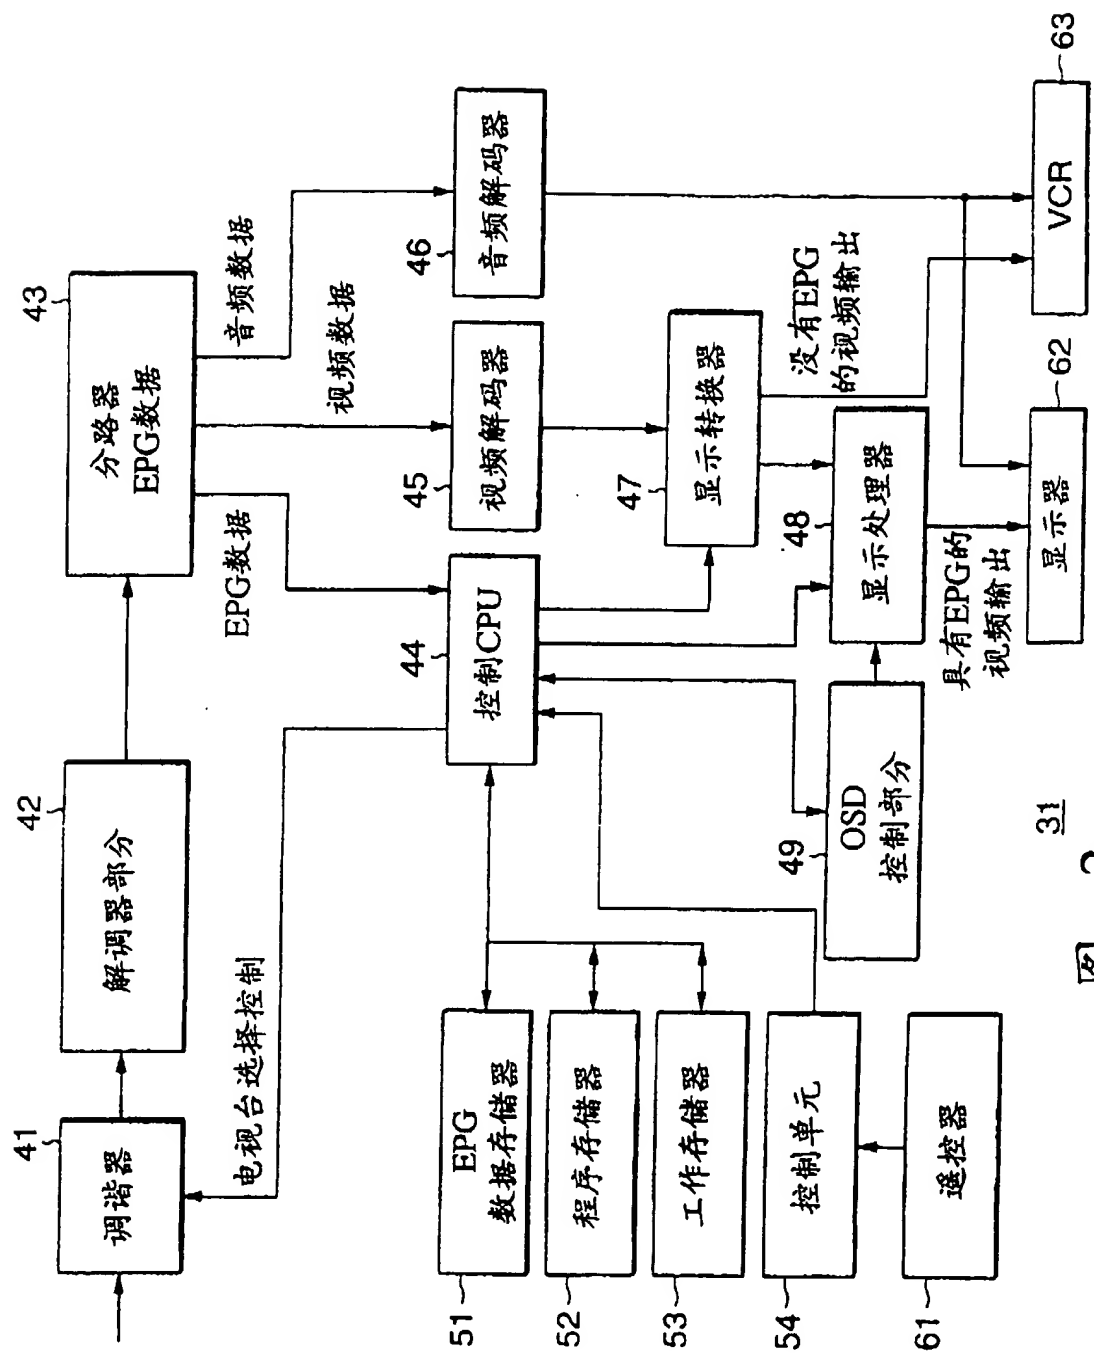 41
调谐器
42
解调器部分
43
分路器
EPG数据
电视台选择控制
EPG数据
视频数据
音频数据
44
控制CPU
45
视频解码器
46
音频解码器
47
显示转换器
没有EPG
的视频输出
48
显示处理器
49
OSD
控制部分
具有EPG的
视频输出
51
EPG
数据存储器
52
程序存储器
53
工作存储器
54
控制单元
61
遥控器
62
显示器
63
VCR
31
图